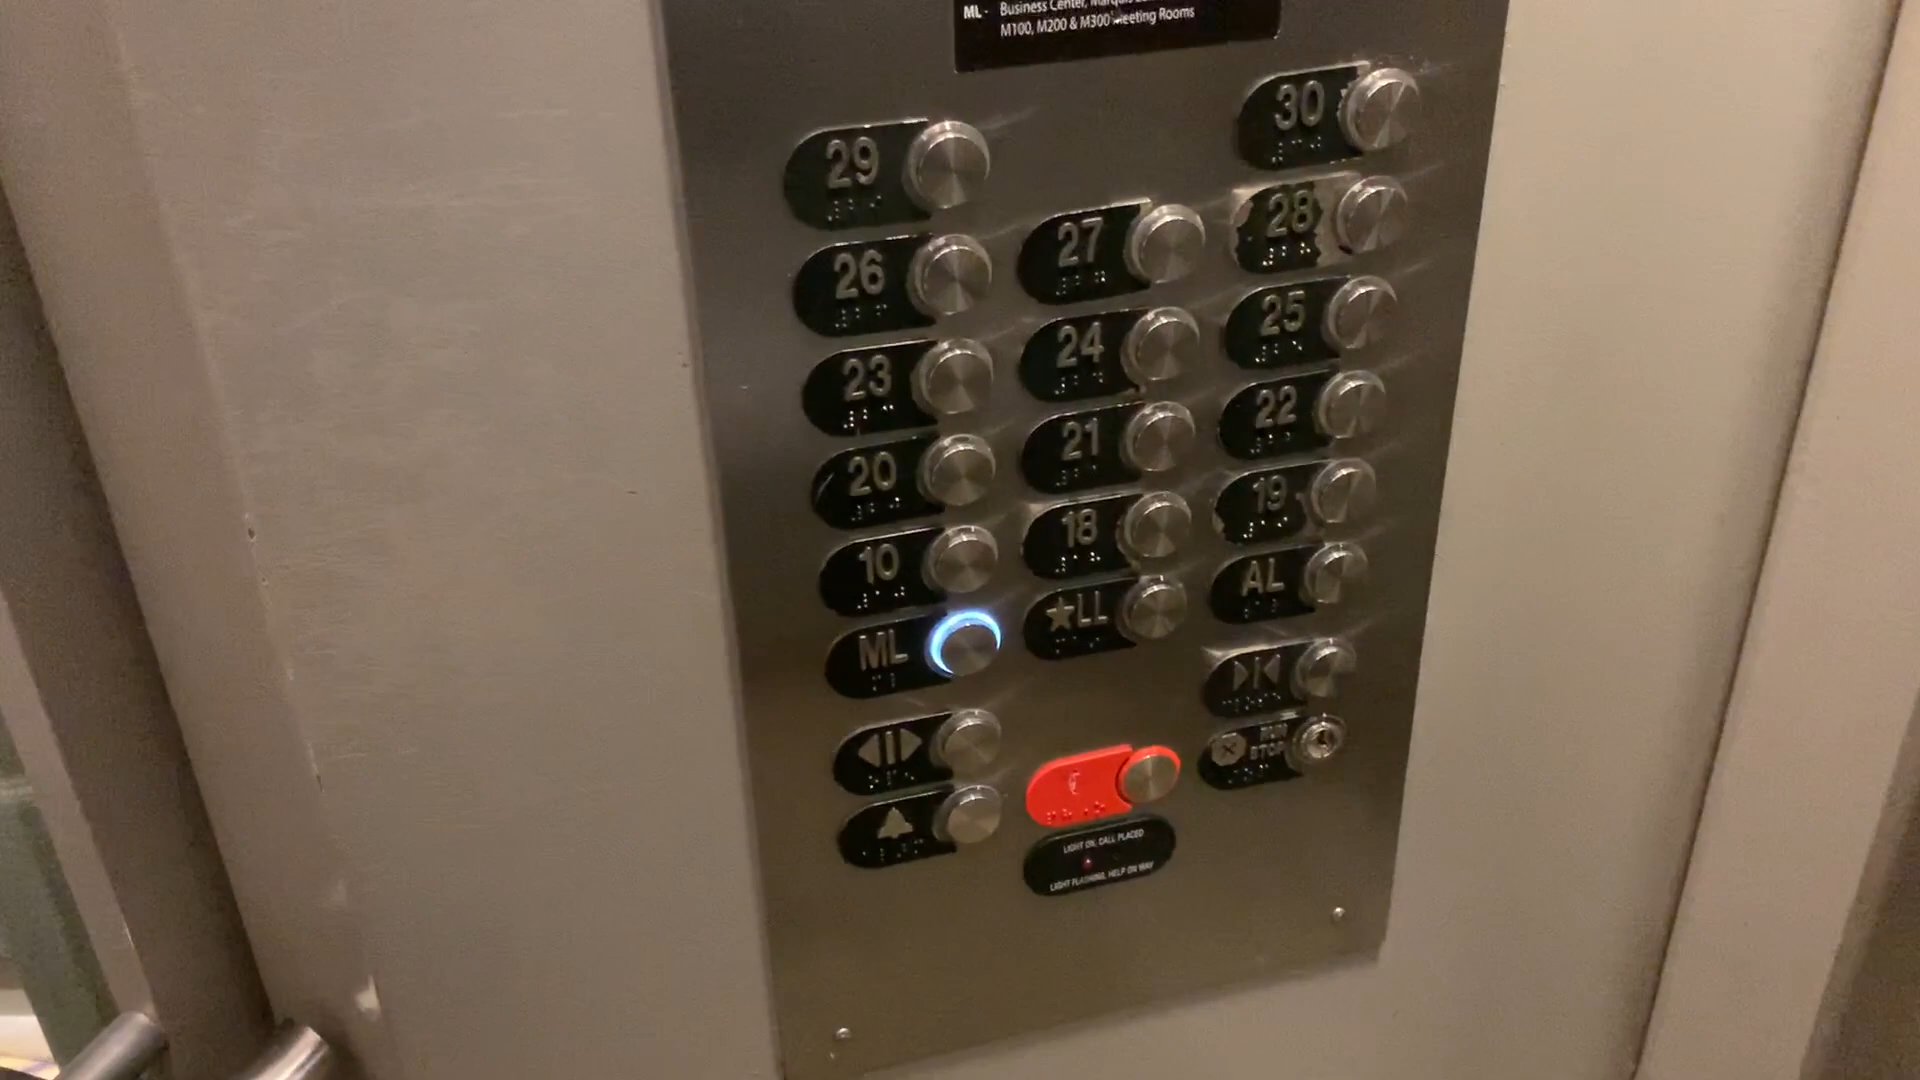 ML - Business Center,
M100, M200 & M300 Meeting Rooms
30
29
28
27
26
25
24
23
22
21
20
19
18
10
AL
★LL
ML
RUN
STOP
LIGHT ON, CALL PLACED
LIGHT FLASHING, HELP ON WAY